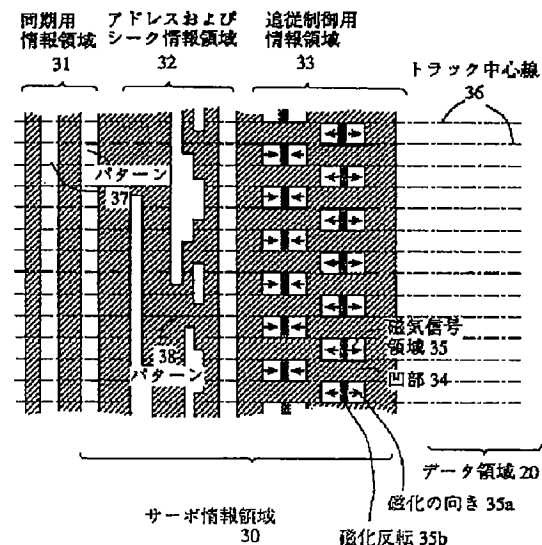 同期用
情報領域
31
アドレスおよび
シーク情報領域
32
追従制御用
情報領域
33
トラック中心線
36
パターン
37
38
パターン
磁気信号
領域 35
凹部 34
データ領域 20
磁化の向き 35a
サーボ情報領域
30
磁化反転 35b